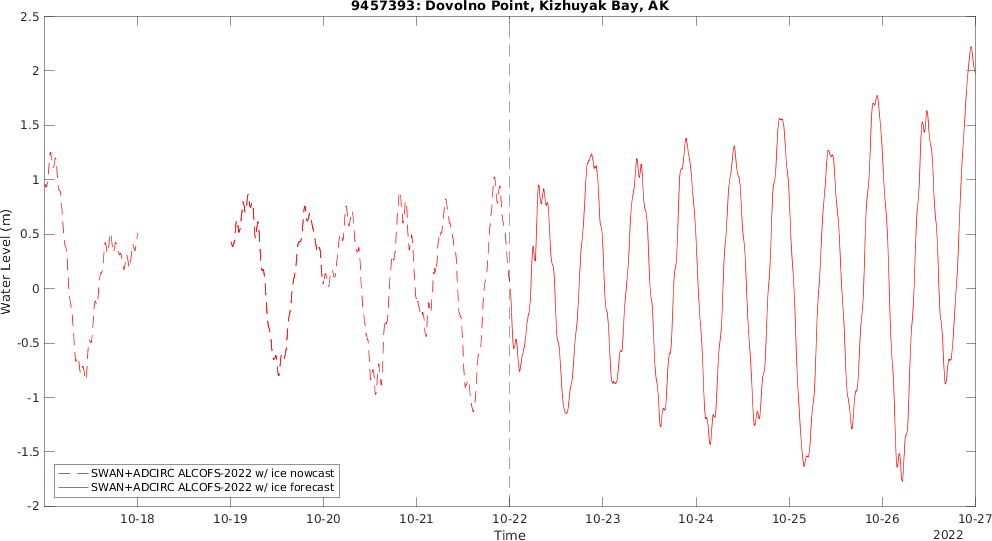 9457393: Dovolno Point, Kizhuyak Bay, AK
2.5
2
1.5
1
0.5
0
-0.5
-1
-1.5
-2
Water Level (m)
SWAN+ADCIRC ALCOFS-2022 w/ ice nowcast
SWAN+ADCIRC ALCOFS-2022 w/ ice forecast
10-18 10-19 10-20 10-21 10-22 10-23 10-24 10-25 10-26 10-27
Time
2022